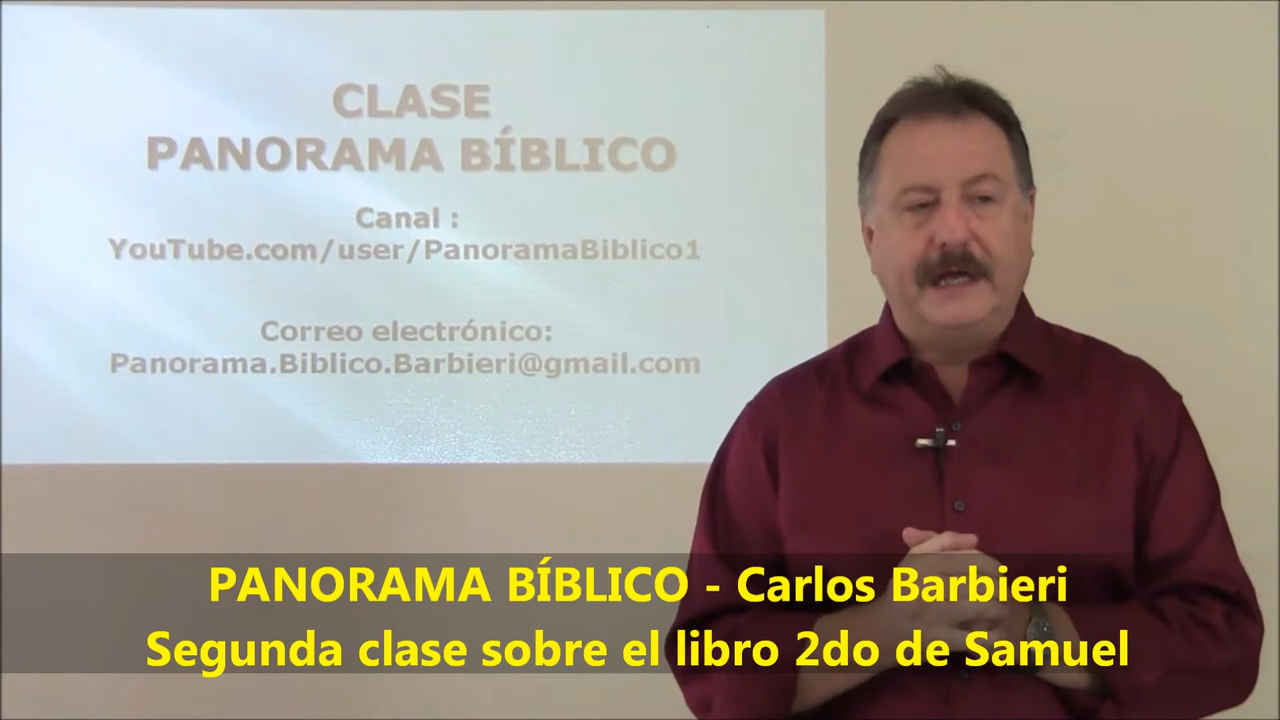 CLASE
PANORAMA BÍBLICO
Canal :
YouTube.com/user/PanoramaBiblico1
Correo electrónico:
Panorama.Biblico.Barbieri@gmail.com
PANORAMA BÍBLICO - Carlos Barbieri
Segunda clase sobre el libro 2do de Samuel